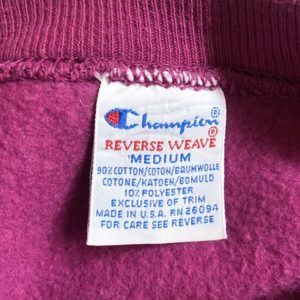 Champion®
REVERSE WEAVE®
MEDIUM
90% COTTON/COTON/BAUMWOLLE
COTONE/KATOEN/BOMULD
10% POLYESTER
EXCLUSIVE OF TRIM
MADE IN U.S.A. RN 26094
FOR CARE SEE REVERSE